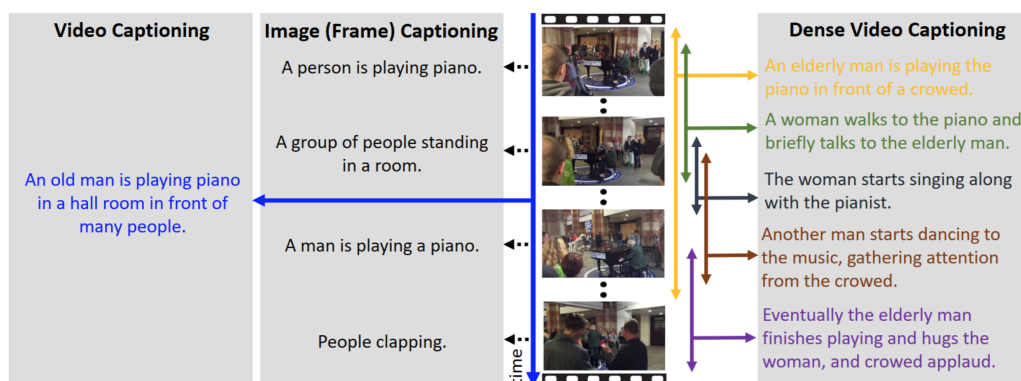 Video Captioning
An old man is playing piano
in a hall room in front of
many people.
Image (Frame) Captioning
A person is playing piano.
A group of people standing
in a room.
A man is playing a piano.
People clapping.
time
Dense Video Captioning
An elderly man is playing the
piano in front of a crowed.
A woman walks to the piano and
briefly talks to the elderly man.
The woman starts singing along
with the pianist.
Another man starts dancing to
the music, gathering attention
from the crowed.
Eventually the elderly man
finishes playing and hugs the
woman, and crowed applaud.